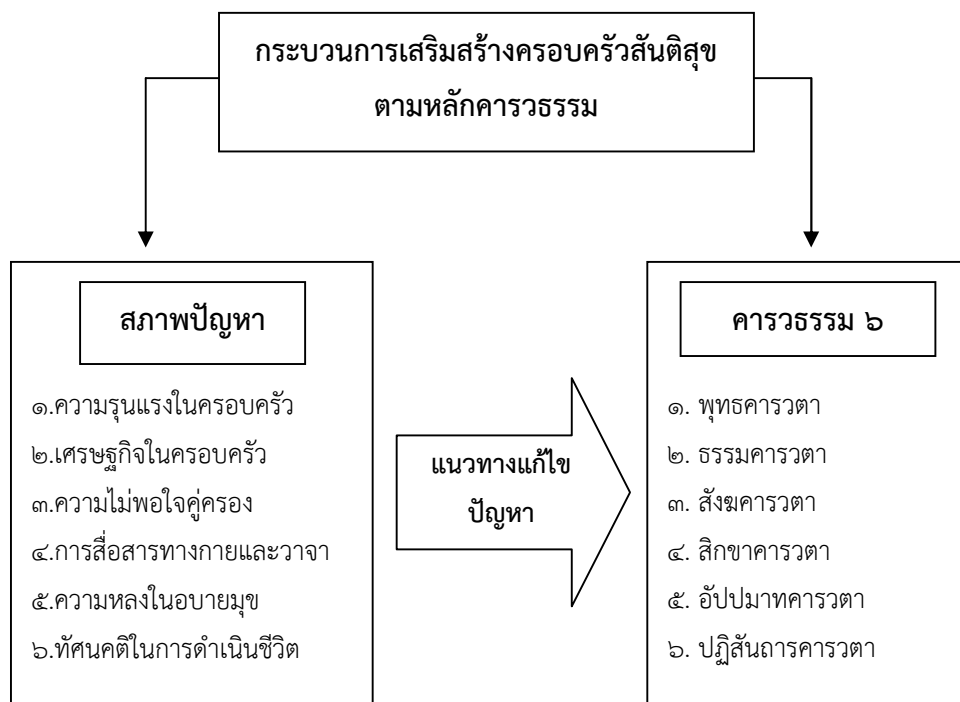 กระบวนการเสริมสร้างครอบครัวสันติสุข
ตามหลักคารวธรรม
สภาพปัญหา
๑.ความรุนแรงในครอบครัว
๒.เศรษฐกิจในครอบครัว
๓.ความไม่พอใจคู่ครอง
๔.การสื่อสารทางกายและวาจา
๕.ความหลงในอบายมุข
๖.ทัศนคติในการดำเนินชีวิต
แนวทางแก้ไข
ปัญหา
คารวธรรม ๖
๑. พุทธคารวตา
๒. ธรรมคารวตา
๓. สังฆคารวตา
๔. สิกขาคารวตา
๕. อัปปมาทคารวตา
๖. ปฏิสันถารคารวตา